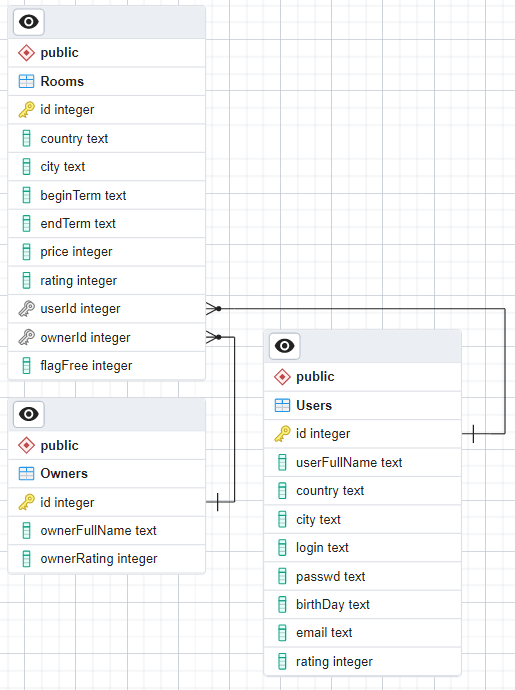 public
Rooms
id integer
country text
city text
beginTerm text
endTerm text
price integer
rating integer
userId integer
ownerId integer
flagFree integer
public
Owners
id integer
ownerFullName text
ownerRating integer
public
Users
id integer
userFullName text
country text
city text
login text
passwd text
birthDay text
email text
rating integer